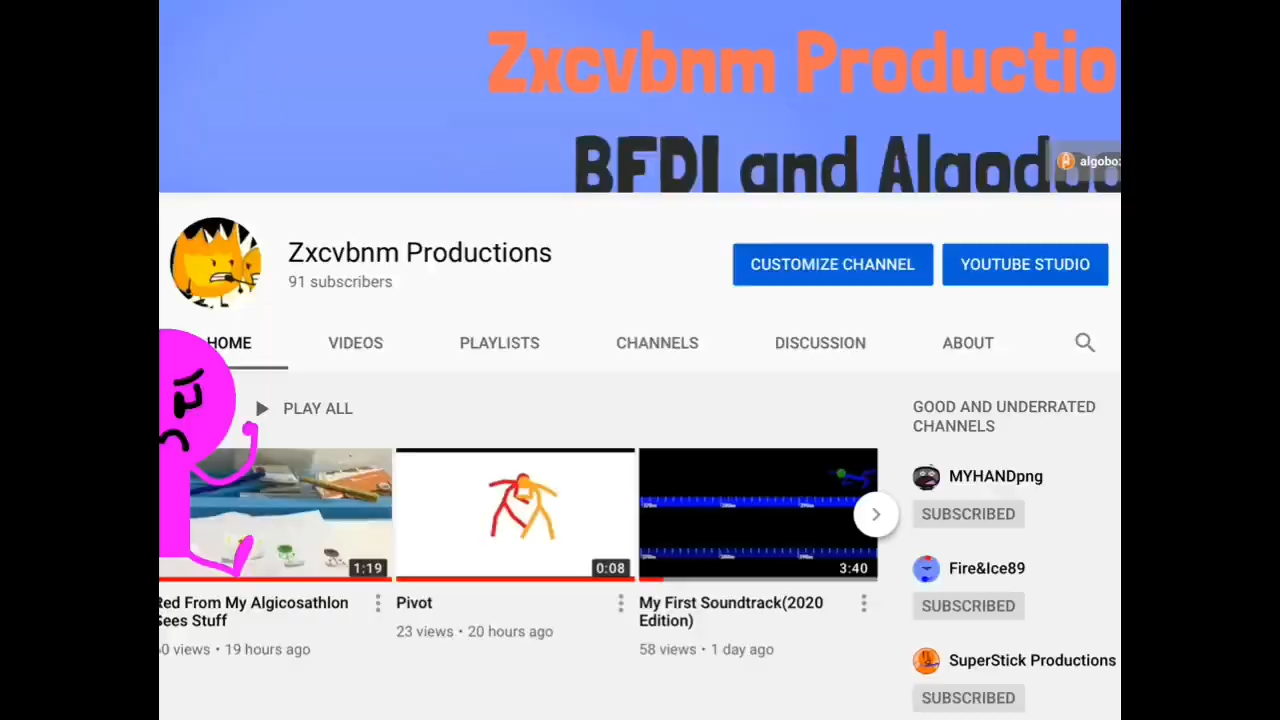 Zxcvbnm Productio
BFDI and Algodoo
algobo
Zxcvbnm Productions
91 subscribers
CUSTOMIZE CHANNEL
YOUTUBE STUDIO
HOME
VIDEOS
PLAYLISTS
CHANNELS
DISCUSSION
ABOUT
PLAY ALL
1:19
Red From My Algicosathlon
Sees Stuff
0 views • 19 hours ago
0:08
Pivot
23 views • 20 hours ago
3:40
My First Soundtrack(2020
Edition)
58 views • 1 day ago
GOOD AND UNDERRATED
CHANNELS
MYHANDpng
SUBSCRIBED
Fire&Ice89
SUBSCRIBED
SuperStick Productions
SUBSCRIBED